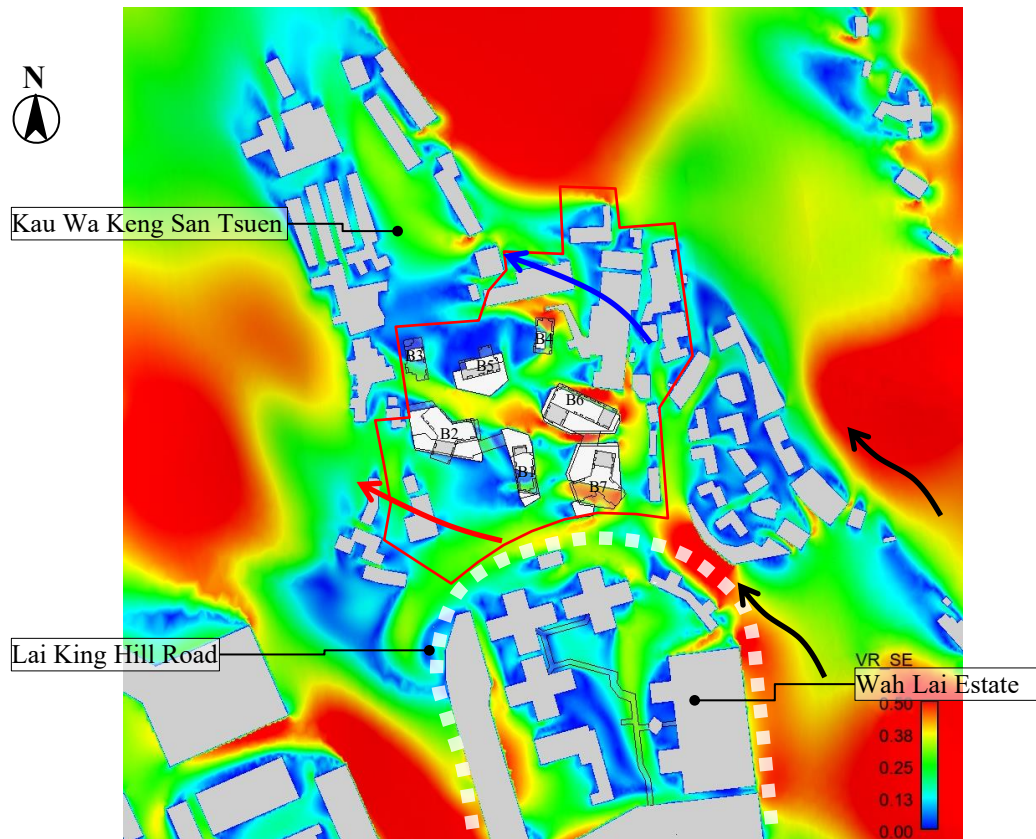 N
Kau Wa Keng San Tsuen
B4
B3
B5
B6
B2
B1
B7
Lai King Hill Road
VR_SE
Wah Lai Estate
0.50
0.38
0.25
0.13
0.00